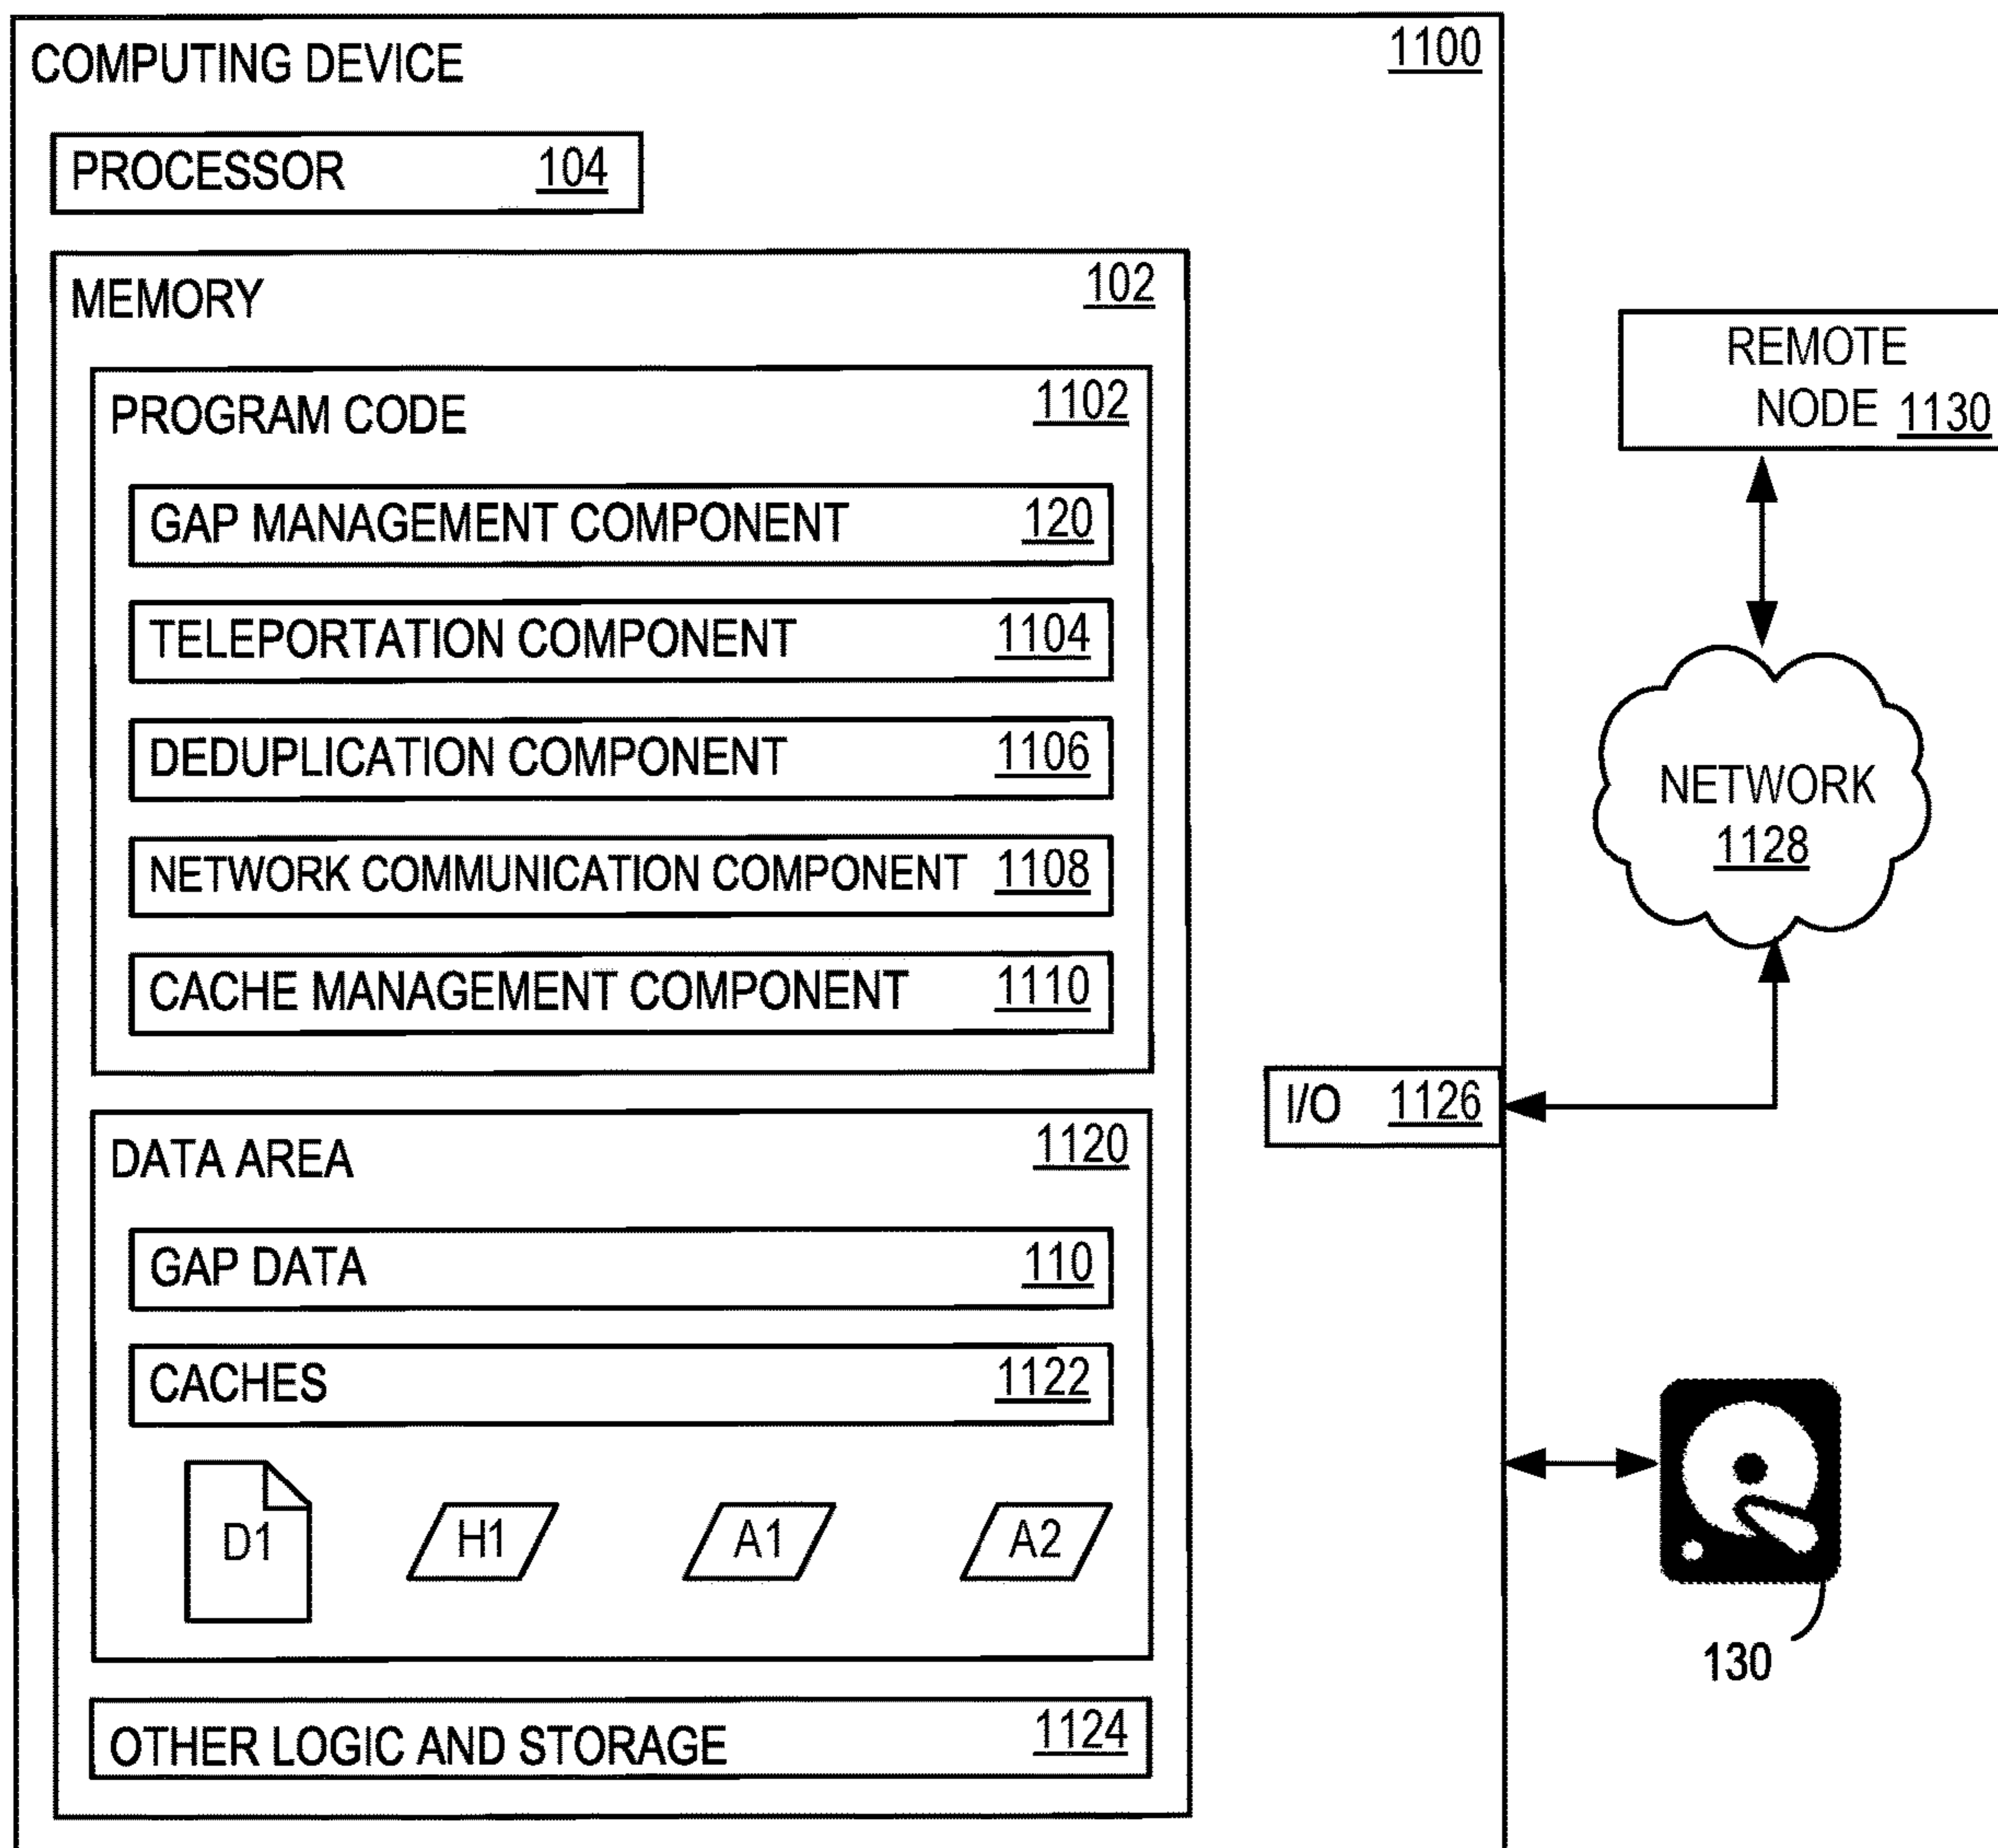 COMPUTING DEVICE 1100
PROCESSOR 104
MEMORY 102
PROGRAM CODE 1102
GAP MANAGEMENT COMPONENT 120
TELEPORTATION COMPONENT 1104
DEDUPLICATION COMPONENT 1106
NETWORK COMMUNICATION COMPONENT 1108
CACHE MANAGEMENT COMPONENT 1110
DATA AREA 1120
GAP DATA 110
CACHES 1122
D1 H1 A1 A2
OTHER LOGIC AND STORAGE 1124
I/O 1126
REMOTE
NODE 1130
NETWORK
1128
130